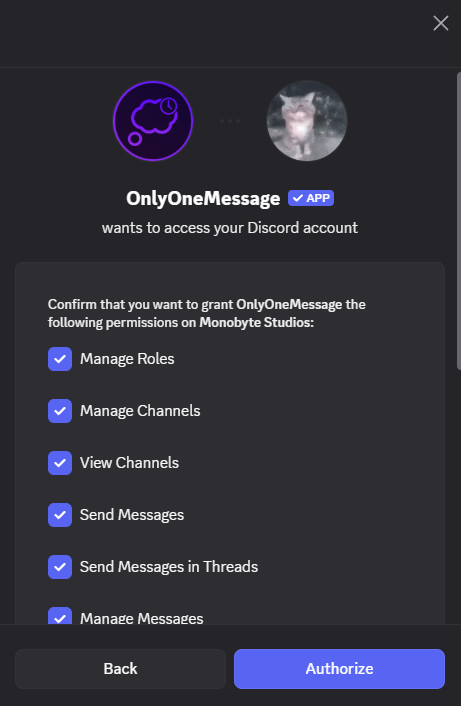 OnlyOneMessage ✓ APP
wants to access your Discord account
Confirm that you want to grant OnlyOneMessage the
following permissions on Monobyte Studios:
Manage Roles
Manage Channels
View Channels
Send Messages
Send Messages in Threads
Manage Messages
Back
Authorize